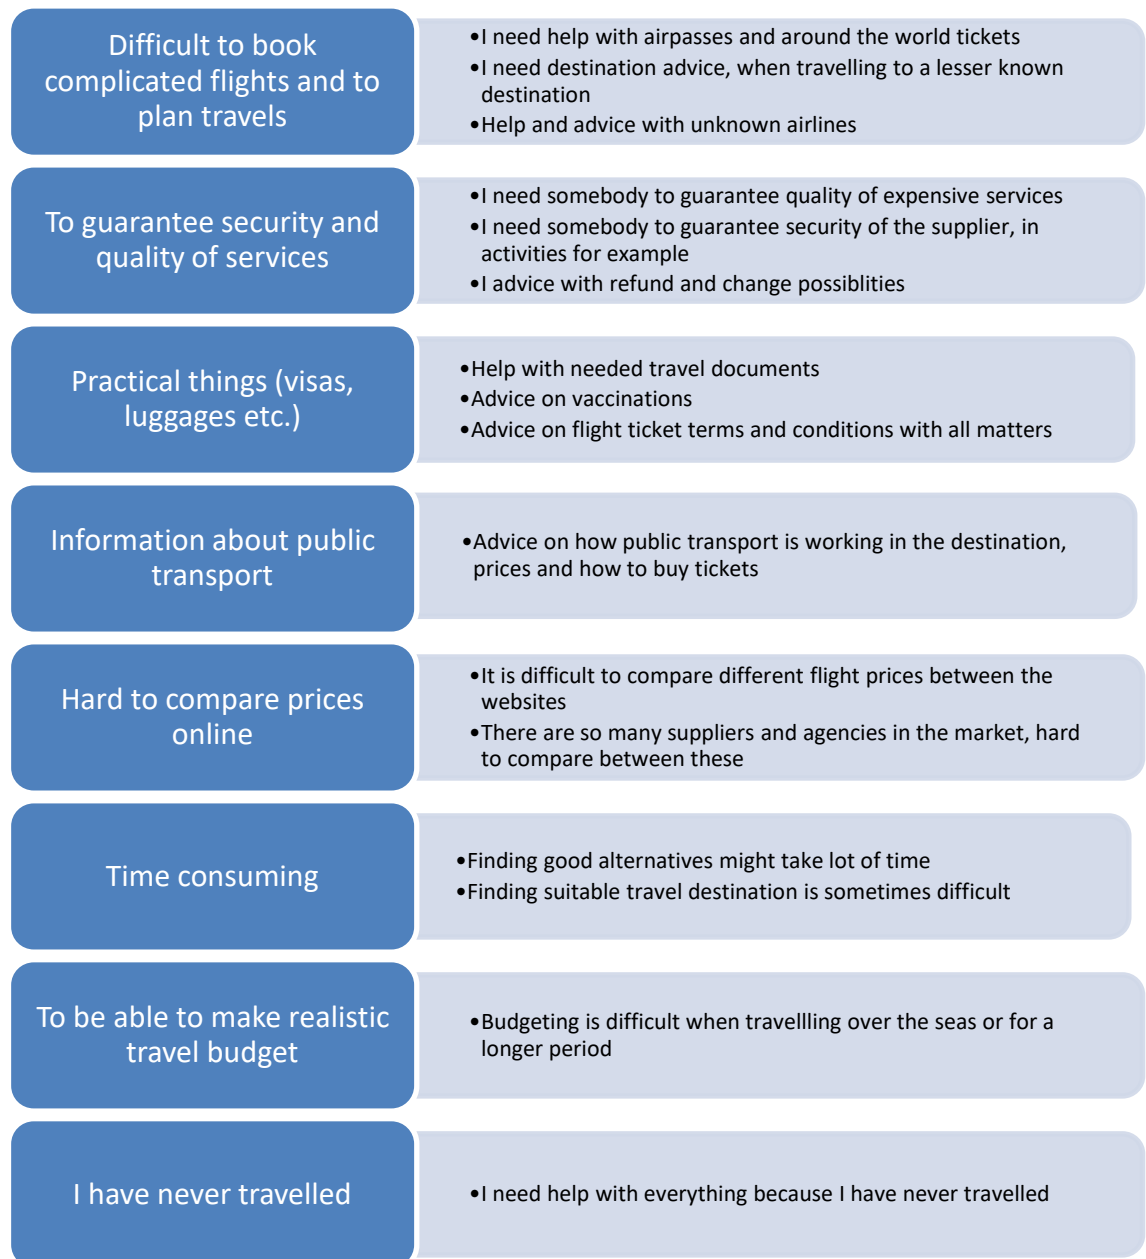 Difficult to book
complicated flights and to
plan travels
•I need help with airpasses and around the world tickets
•I need destination advice, when travelling to a lesser known
destination
•Help and advice with unknown airlines
To guarantee security and
quality of services
•I need somebody to guarantee quality of expensive services
•I need somebody to guarantee security of the supplier, in
activities for example
•I advice with refund and change possiblities
Practical things (visas,
luggages etc.)
•Help with needed travel documents
•Advice on vaccinations
•Advice on flight ticket terms and conditions with all matters
Information about public
transport
•Advice on how public transport is working in the destination,
prices and how to buy tickets
Hard to compare prices
online
•It is difficult to compare different flight prices between the
websites
•There are so many suppliers and agencies in the market, hard
to compare between these
Time consuming
•Finding good alternatives might take lot of time
•Finding suitable travel destination is sometimes difficult
To be able to make realistic
travel budget
•Budgeting is difficult when travellling over the seas or for a
longer period
I have never travelled
•I need help with everything because I have never travelled